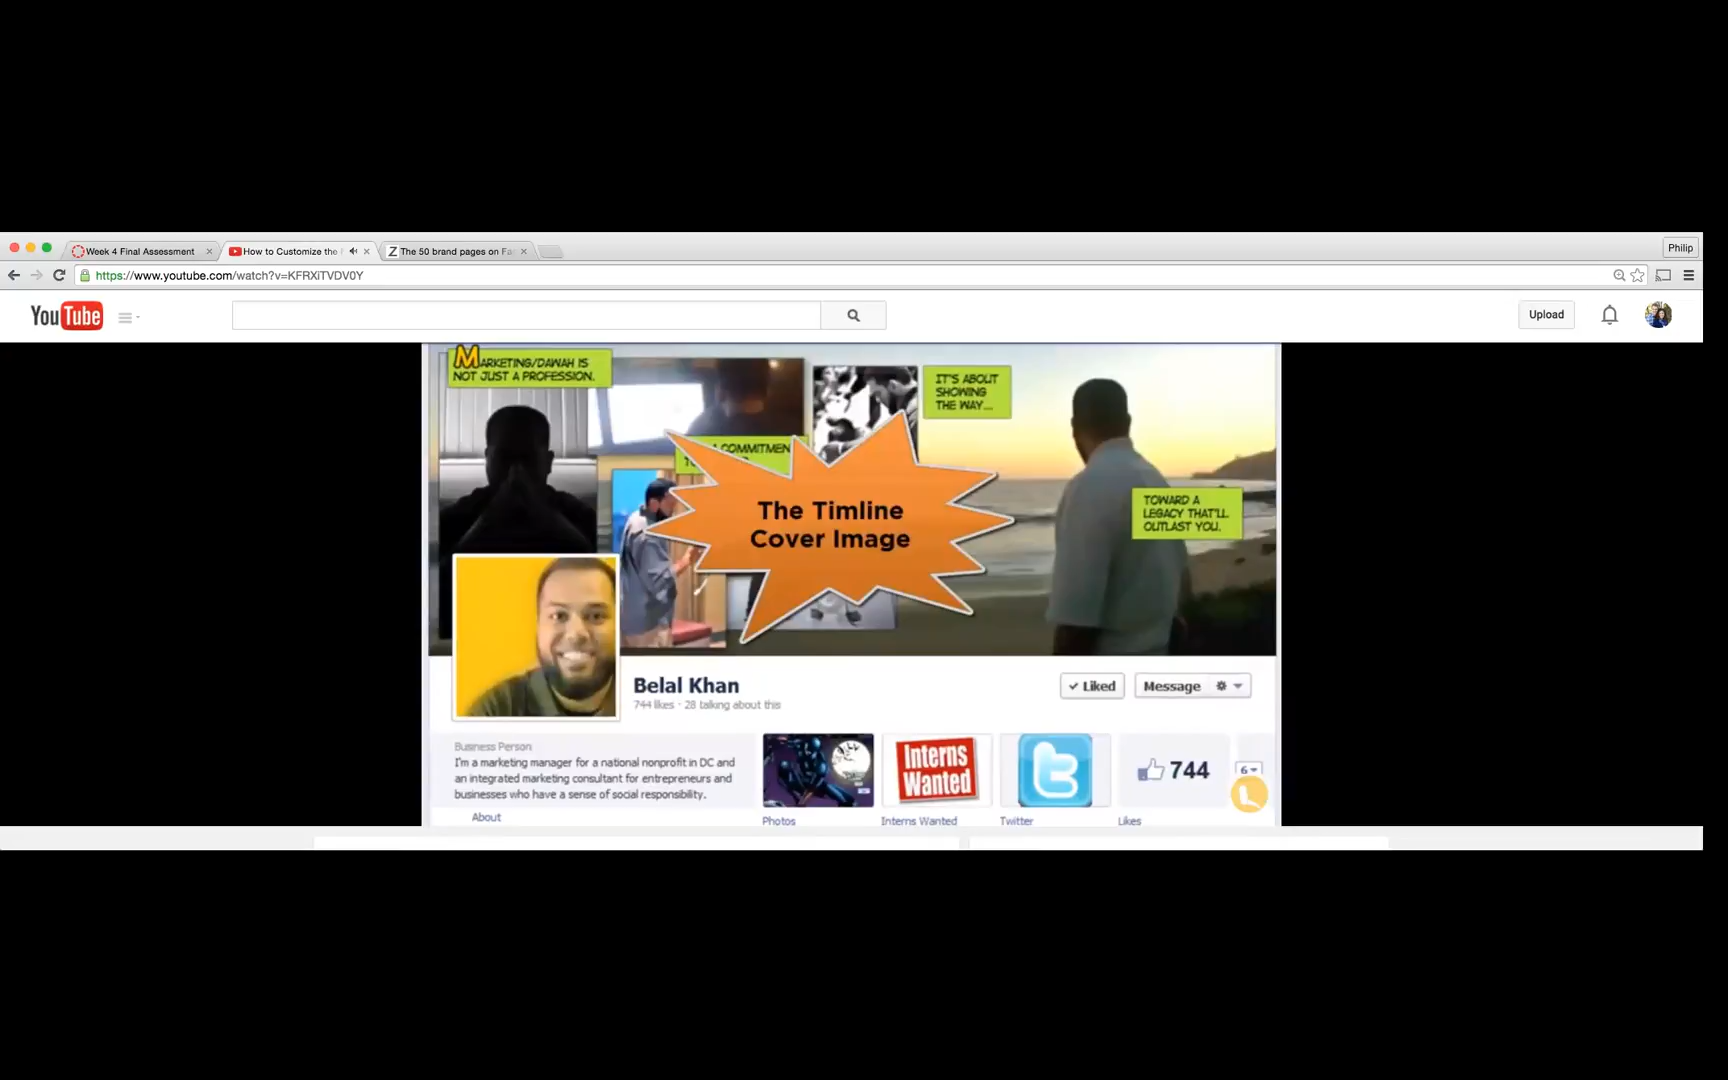 Week 4 Final Assessment
How to Customize the
The 50 brand pages on Fa
Philip
https://www.youtube.com/watch?v=KFRXiTVDV0Y
YouTube
Upload
MARKETING/DAWAH IS
NOT JUST A PROFESSION.
IT'S ABOUT
SHOWING
THE WAY...
COMMITMEN
The Timline
Cover Image
TOWARD A
LEGACY THAT'LL
OUTLAST YOU.
Belal Khan
744 likes · 28 talking about this
Liked
Message
Business Person
I'm a marketing manager for a national nonprofit in DC and
an integrated marketing consultant for entrepreneurs and
businesses who have a sense of social responsibility.
About
Interns
Wanted
744
6
Photos
Interns Wanted
Twitter
Likes